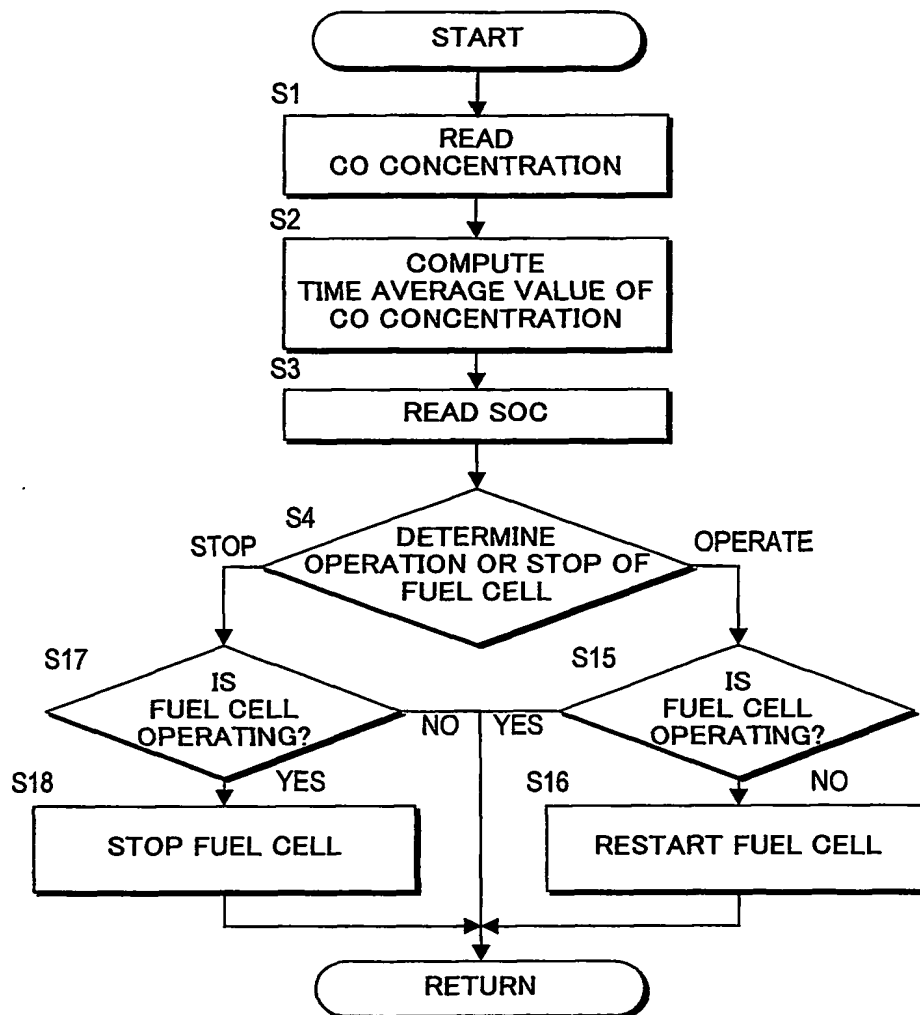 START
S1
READ
CO CONCENTRATION
S2
COMPUTE
TIME AVERAGE VALUE OF
CO CONCENTRATION
S3
READ SOC
S4
STOP
DETERMINE
OPERATION OR STOP OF
FUEL CELL
OPERATE
S17
IS
FUEL CELL
OPERATING?
NO
YES
S15
IS
FUEL CELL
OPERATING?
S18
YES
STOP FUEL CELL
S16
NO
RESTART FUEL CELL
RETURN